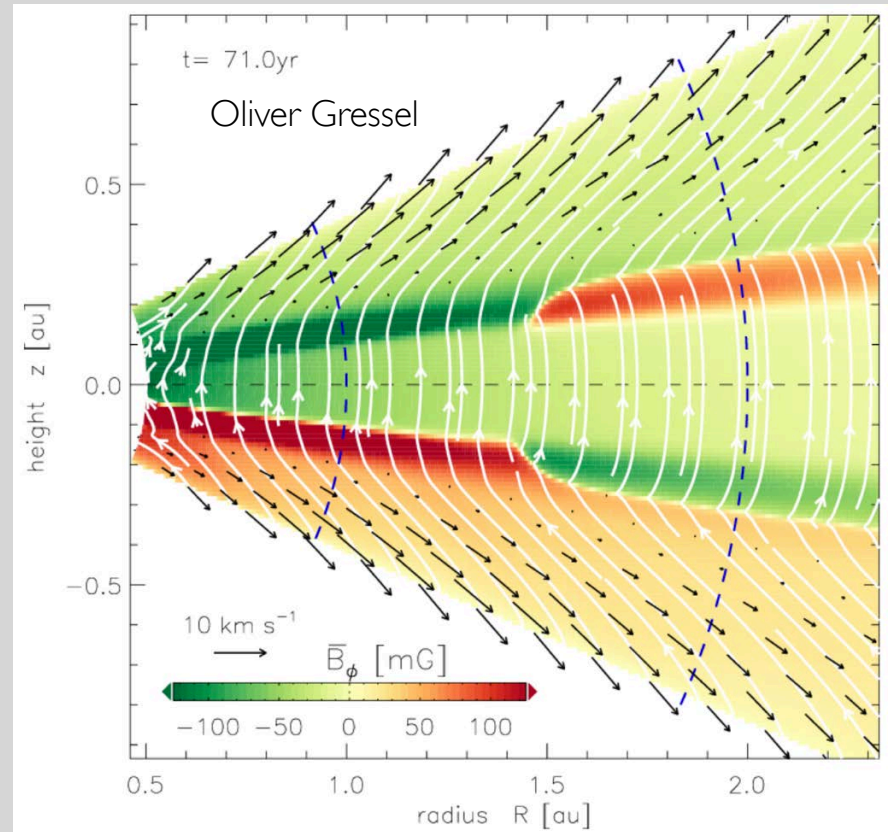 t= 71.0yr
Oliver Gressel
height z [au]
0.5
0.0
−0.5
10 km s⁻¹
B̅ϕ [mG]
−100 −50 0 50 100
0.5 1.0 1.5 2.0
radius R [au]